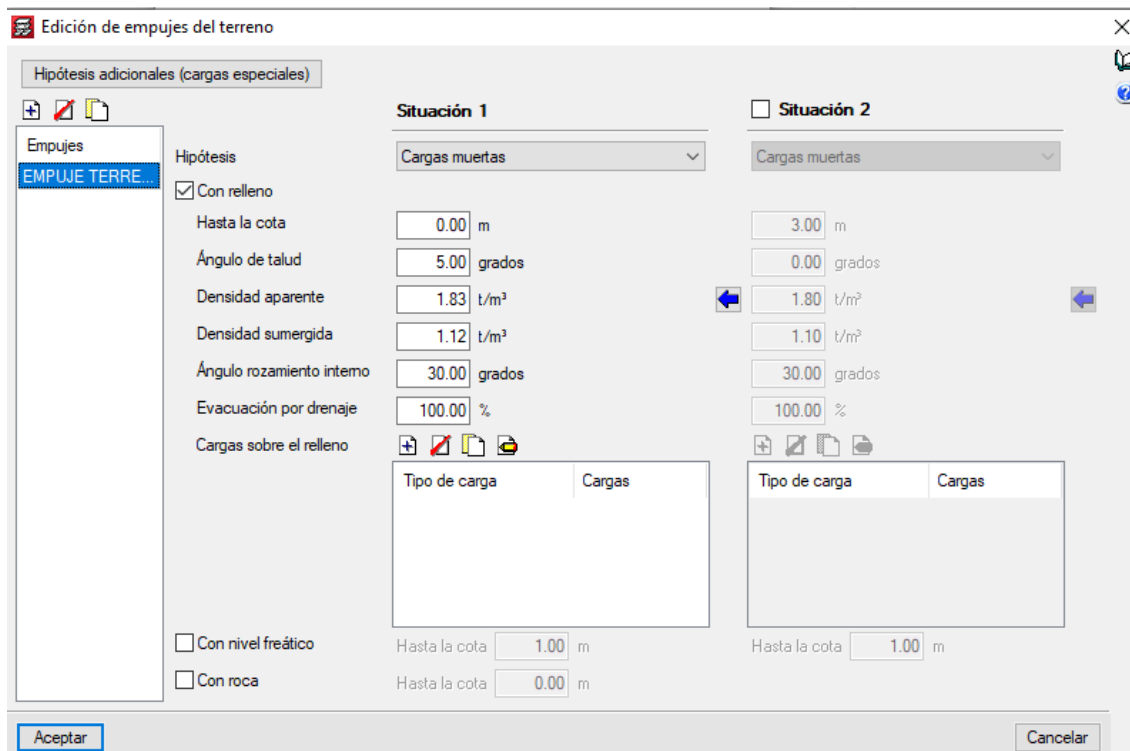 Edición de empujes del terreno
Hipótesis adicionales (cargas especiales)
Situación 1
Situación 2
Empujes
EMPUJE TERRE...
Hipótesis
Cargas muertas
Cargas muertas
Con relleno
Hasta la cota 0.00 m 3.00 m
Ángulo de talud 5.00 grados 0.00 grados
Densidad aparente 1.83 t/m³ 1.80 t/m³
Densidad sumergida 1.12 t/m³ 1.10 t/m³
Ángulo rozamiento interno 30.00 grados 30.00 grados
Evacuación por drenaje 100.00 % 100.00 %
Cargas sobre el relleno
Tipo de carga Cargas Tipo de carga Cargas
Con nivel freático Hasta la cota 1.00 m Hasta la cota 1.00 m
Con roca Hasta la cota 0.00 m
Aceptar Cancelar